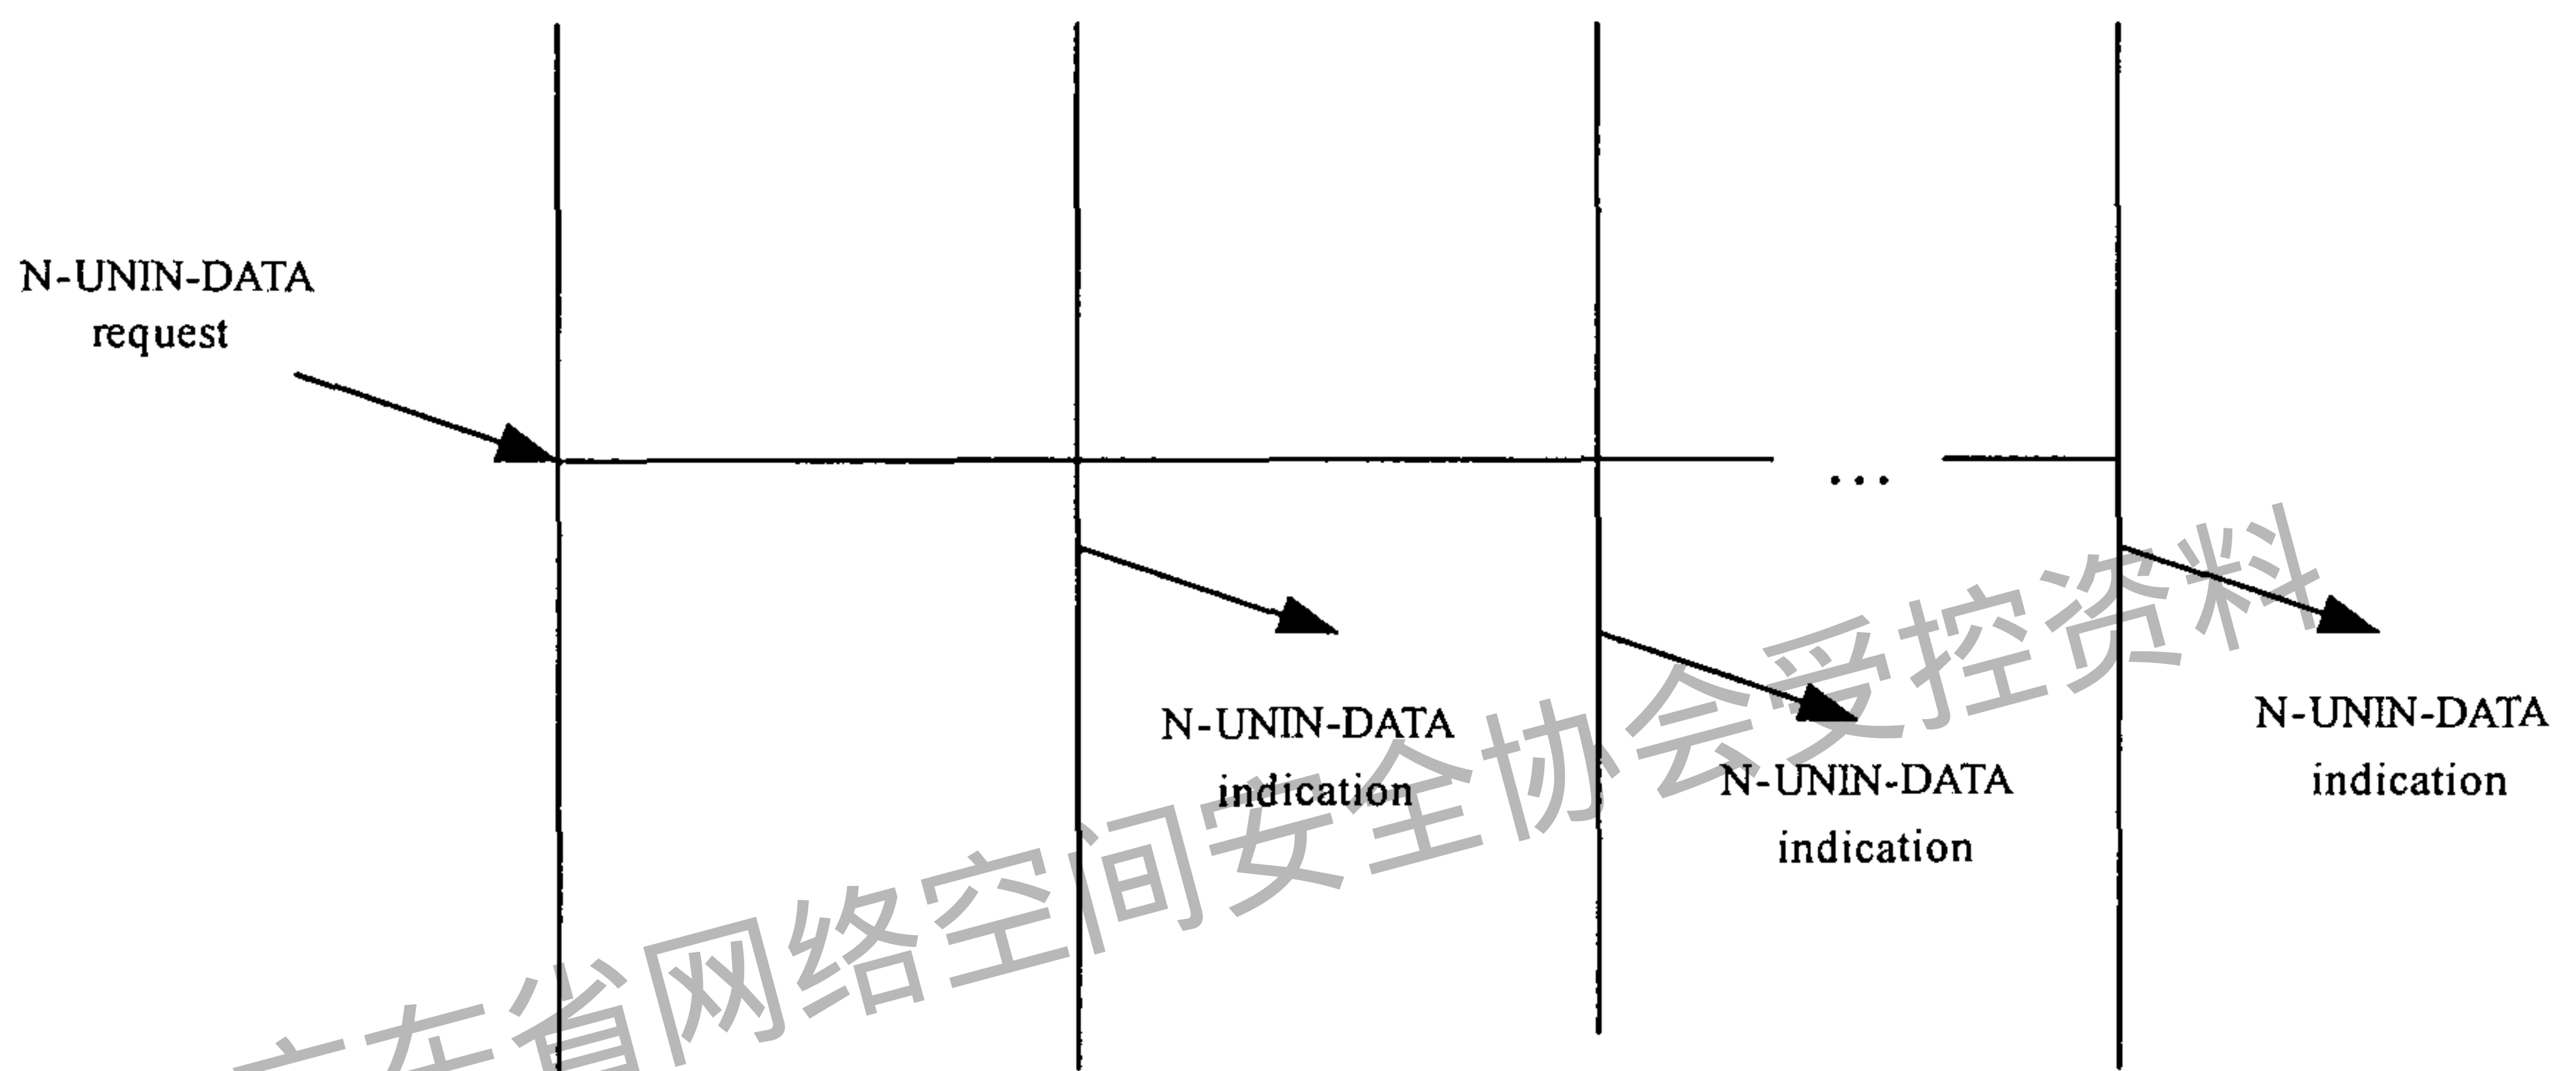 N-UNIN-DATA
request
...
N-UNIN-DATA
indication
N-UNIN-DATA
indication
N-UNIN-DATA
indication
省网络空间安全协会受控资料